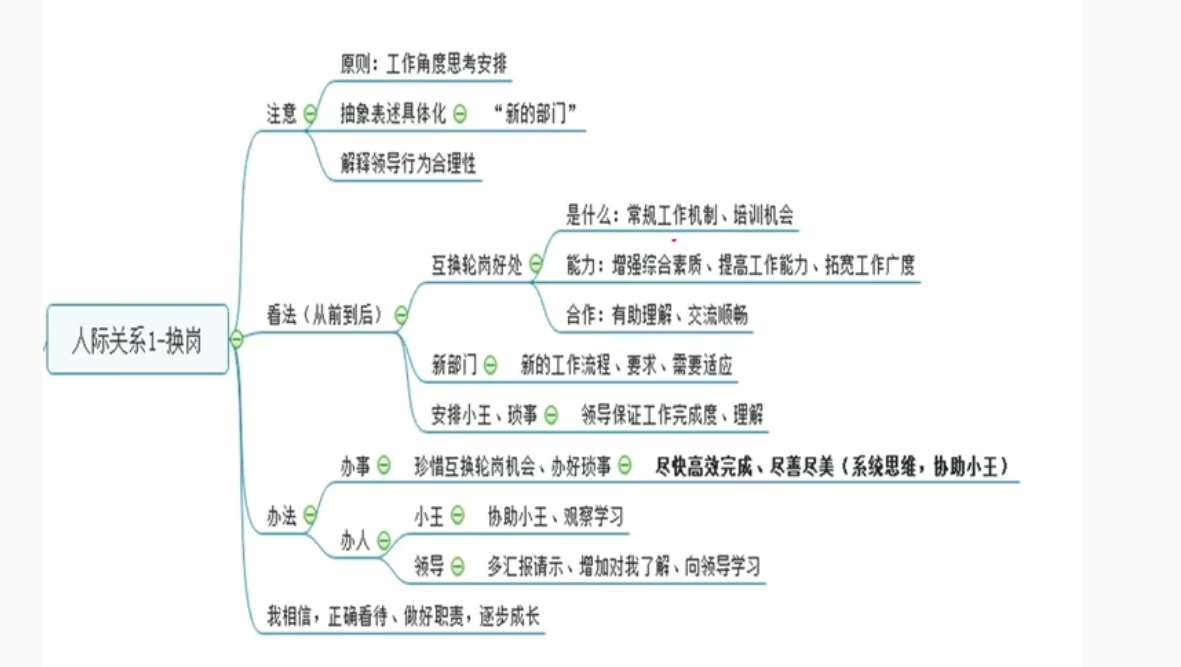 原则：工作角度思考安排
注意
抽象表述具体化
“新的部门”
解释领导行为合理性
是什么：常规工作机制、培训机会
互换轮岗好处
能力：增强综合素质、提高工作能力、拓宽工作广度
合作：有助理解、交流顺畅
看法（从前到后）
人际关系1-换岗
新部门
新的工作流程、要求、需要适应
安排小王、琐事
领导保证工作完成度、理解
办事
珍惜互换轮岗机会、办好琐事
尽快高效完成、尽善尽美（系统思维，协助小王）
办法
小王
协助小王、观察学习
办人
领导
多汇报请示、增加对我了解、向领导学习
我相信，正确看待、做好职责，逐步成长